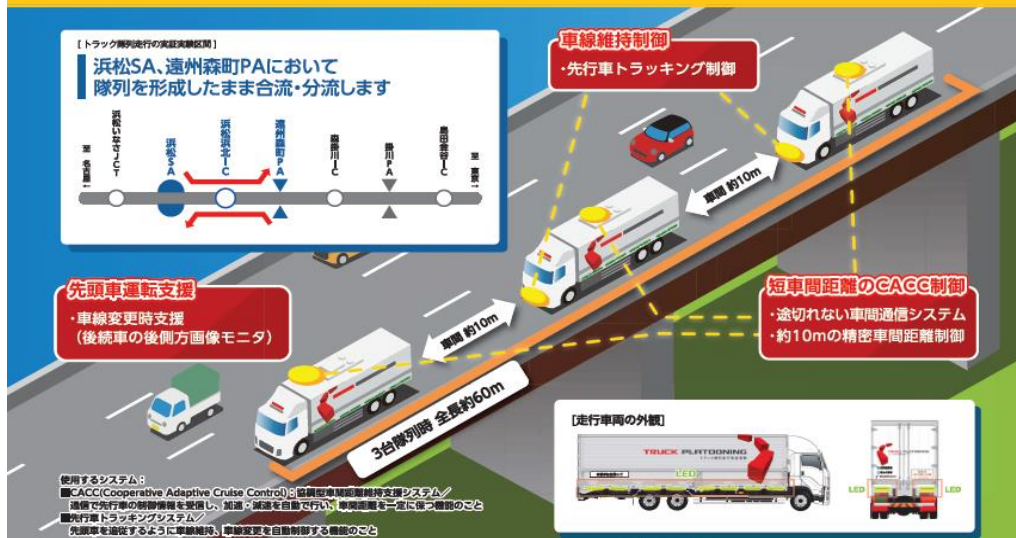 [トラック隊列走行の実証実験区間]
浜松SA、遠州森町PAにおいて
隊列を形成したまま合流・分流します
至 名古屋
浜松いなさJCT
浜松SA
浜松浜北IC
遠州森町PA
森掛川IC
掛川PA
島田金谷IC
至 東京
車線維持制御
・先行車トラッキング制御
車間 約10m
先頭車運転支援
・車線変更時支援
(後続車の後側方画像モニタ)
車間 約10m
短車間距離のCACC制御
・途切れない車間通信システム
・約10mの精密車間距離制御
3台隊列時 全長約60m
[走行車両の外観]
TRUCK PLATOONING
LED
LED
LED
使用するシステム:
■CACC(Cooperative Adaptive Cruise Control):協調型車間距離維持支援システム/
通信で先行車の制御情報を受信し、加速・減速を自動で行い、車間距離を一定に保つ機能のこと
■先行車トラッキングシステム/
先頭車を追従するように車線維持、車線変更を自動制御する機能のこと